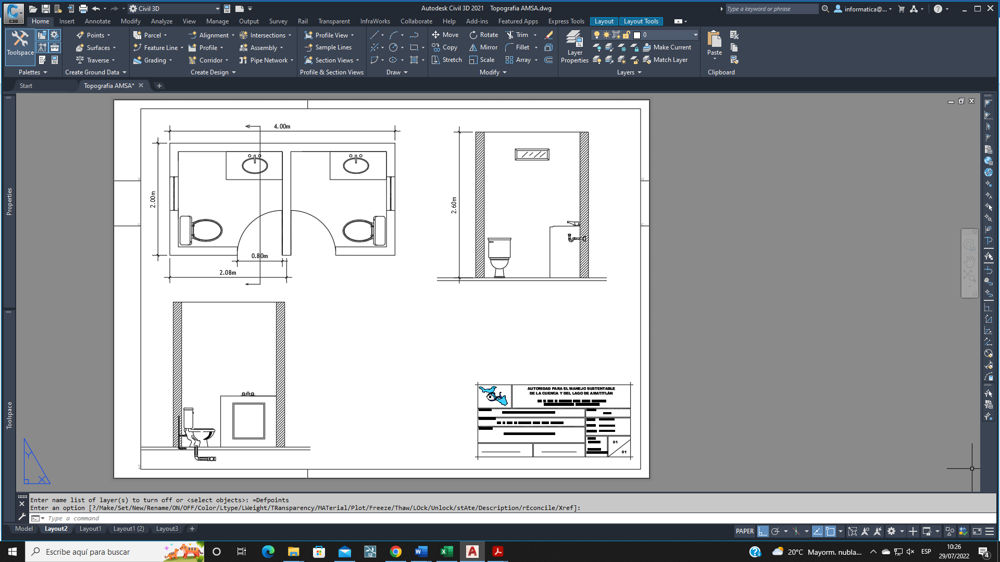 C3D
Civil 3D
Autodesk Civil 3D 2021 Topografia AMSA.dwg
Type a keyword or phrase
informatica@...
Home Insert Annotate Modify Analyze View Manage Output Survey Rail Transparent InfraWorks Collaborate Help Add-ins Featured Apps Express Tools Layout Layout Tools
Toolspace
Points
Surfaces
Traverse
Parcel
Feature Line
Grading
Alignment
Profile
Corridor
Intersections
Assembly
Pipe Network
Profile View
Sample Lines
Section Views
Move
Copy
Stretch
Rotate
Mirror
Scale
Trim
Fillet
Array
Layer
Properties
0
Make Current
Match Layer
Paste
Palettes Create Ground Data Create Design Profile & Section Views Draw Modify Layers Clipboard
Start Topografia AMSA*
Properties
Toolspace
4.00m
2.00m
0.80m
2.08m
2.60m
AUTORIDAD PARA EL MANEJO SUSTENTABLE
DE LA CUENCA Y DEL LAGO DE AMATITLÁN
01
01
Y
X
Enter name list of layer(s) to turn off or <select objects>: =Defpoints
Enter an option [?/Make/Set/New/Rename/ON/OFF/Color/Ltype/LWeight/TRansparency/MATerial/Plot/Freeze/Thaw/LOck/Unlock/stAte/Description/rEconcile/Xref]:
Type a command
Model Layout2 Layout1 Layout1 (2) Layout3
PAPER
Escribe aquí para buscar
12
20°C Mayorm. nubla...
ESP
10:26
29/07/2022
4